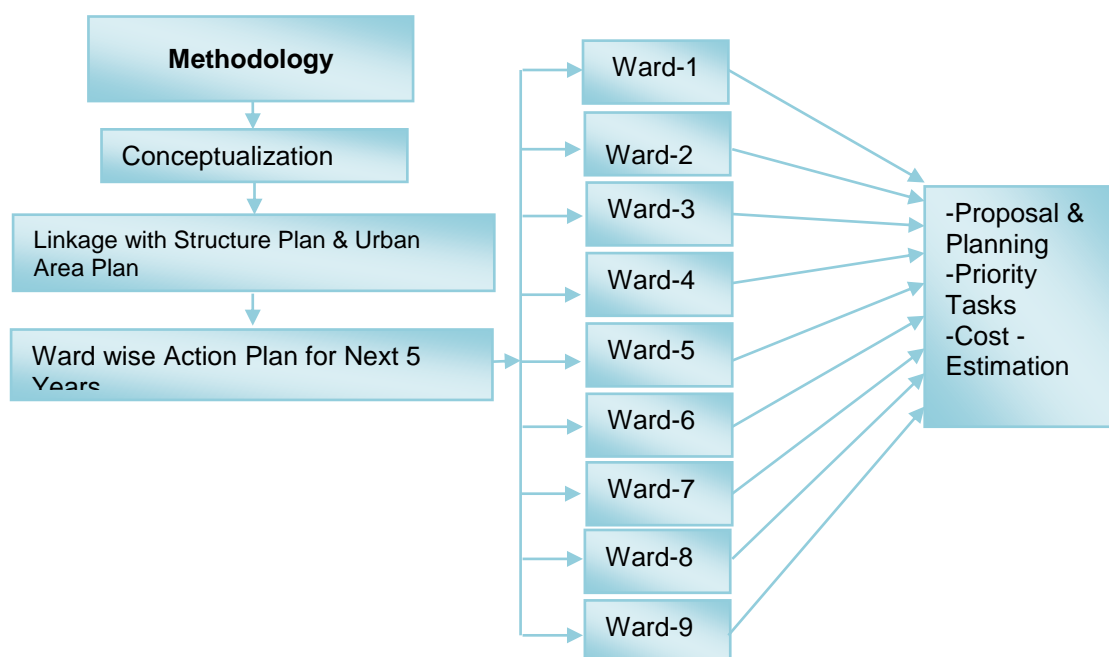 Methodology
Conceptualization
Linkage with Structure Plan & Urban
Area Plan
Ward wise Action Plan for Next 5
Years
Ward-1
Ward-2
Ward-3
Ward-4
Ward-5
Ward-6
Ward-7
Ward-8
Ward-9
-Proposal &
Planning
-Priority
Tasks
-Cost -
Estimation